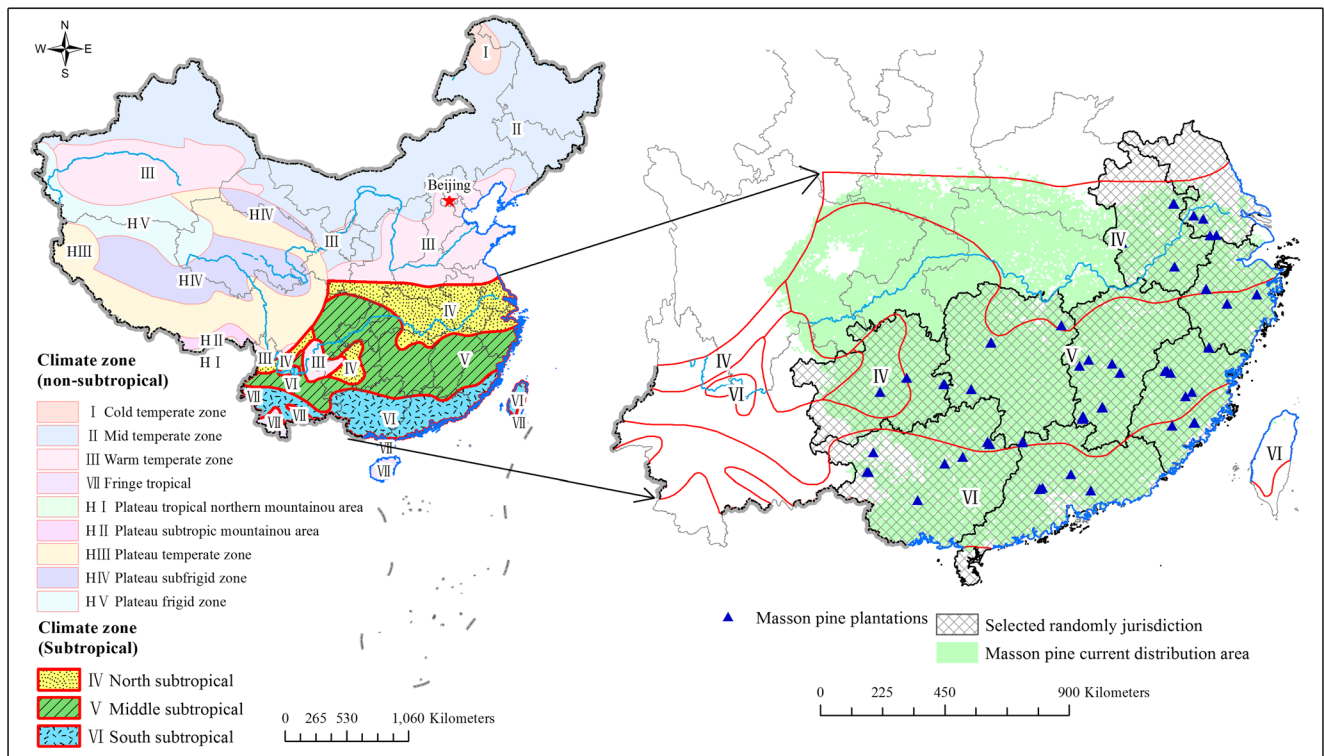 N
W E
S
I
II
III
Beijing
HIV
HV
III
III
HIII
HIV
IV
HII
HI
III
IV
III
IV
V
VI
VII
VII
VII
VI
VI
VII
VII
VII
Climate zone
(non-subtropical)
I Cold temperate zone
II Mid temperate zone
III Warm temperate zone
VII Fringe tropical
H I Plateau tropical northern mountainou area
H II Plateau subtropic mountainou area
HIII Plateau temperate zone
HIV Plateau subfrigid zone
HV Plateau frigid zone
Climate zone
(Subtropical)
IV North subtropical
V Middle subtropical
VI South subtropical
0 265 530 1,060 Kilometers
IV
IV
V
IV
VI
VI
VI
Masson pine plantations
Selected randomly jurisdiction
Masson pine current distribution area
0 225 450 900 Kilometers